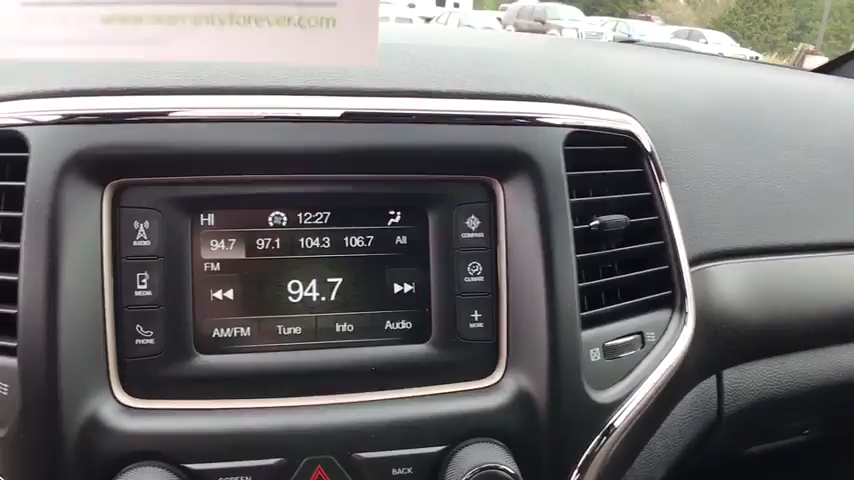 www.warrantyforever.com
HI 12:27
94.7 97.1 104.3 106.7 All
FM
94.7
AM/FM Tune Info Audio
RADIO
MEDIA
PHONE
COMPASS
CLIMATE
+
MORE
SCREEN
BACK